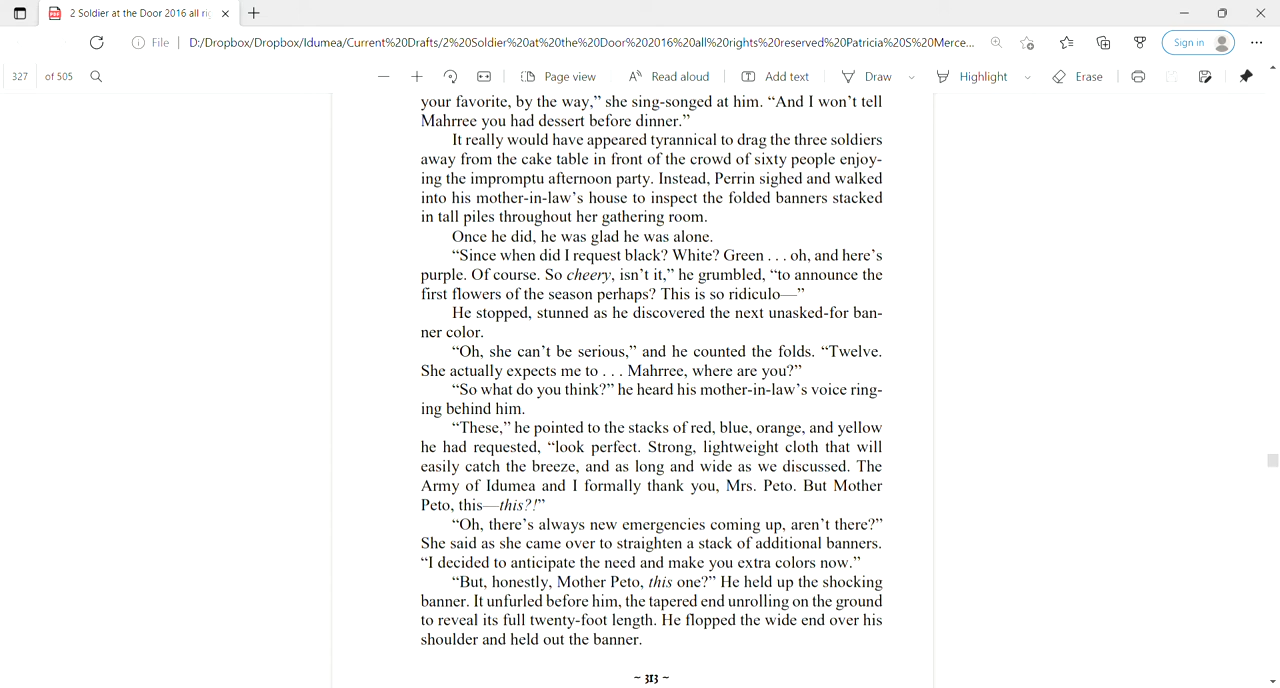 2 Soldier at the Door 2016 all ri
File
D:/Dropbox/Dropbox/Idumea/Current%20Drafts/2%20Soldier%20at%20the%20Door%202016%20all%20rights%20reserved%20Patricia%20S%20Merce...
Sign in
327 of 505
Page view
Read aloud
Add text
Draw
Highlight
Erase
your favorite, by the way,” she sing-songed at him. “And I won’t tell
Mahrree you had dessert before dinner.”
It really would have appeared tyrannical to drag the three soldiers
away from the cake table in front of the crowd of sixty people enjoy-
ing the impromptu afternoon party. Instead, Perrin sighed and walked
into his mother-in-law’s house to inspect the folded banners stacked
in tall piles throughout her gathering room.
Once he did, he was glad he was alone.
“Since when did I request black? White? Green . . . oh, and here’s
purple. Of course. So cheery, isn’t it,” he grumbled, “to announce the
first flowers of the season perhaps? This is so ridiculo—”
He stopped, stunned as he discovered the next unasked-for ban-
ner color.
“Oh, she can’t be serious,” and he counted the folds. “Twelve.
She actually expects me to . . . Mahrree, where are you?”
“So what do you think?” he heard his mother-in-law’s voice ring-
ing behind him.
“These,” he pointed to the stacks of red, blue, orange, and yellow
he had requested, “look perfect. Strong, lightweight cloth that will
easily catch the breeze, and as long and wide as we discussed. The
Army of Idumea and I formally thank you, Mrs. Peto. But Mother
Peto, this—this?!”
“Oh, there’s always new emergencies coming up, aren’t there?”
She said as she came over to straighten a stack of additional banners.
“I decided to anticipate the need and make you extra colors now.”
“But, honestly, Mother Peto, this one?” He held up the shocking
banner. It unfurled before him, the tapered end unrolling on the ground
to reveal its full twenty-foot length. He flopped the wide end over his
shoulder and held out the banner.
~ 313 ~